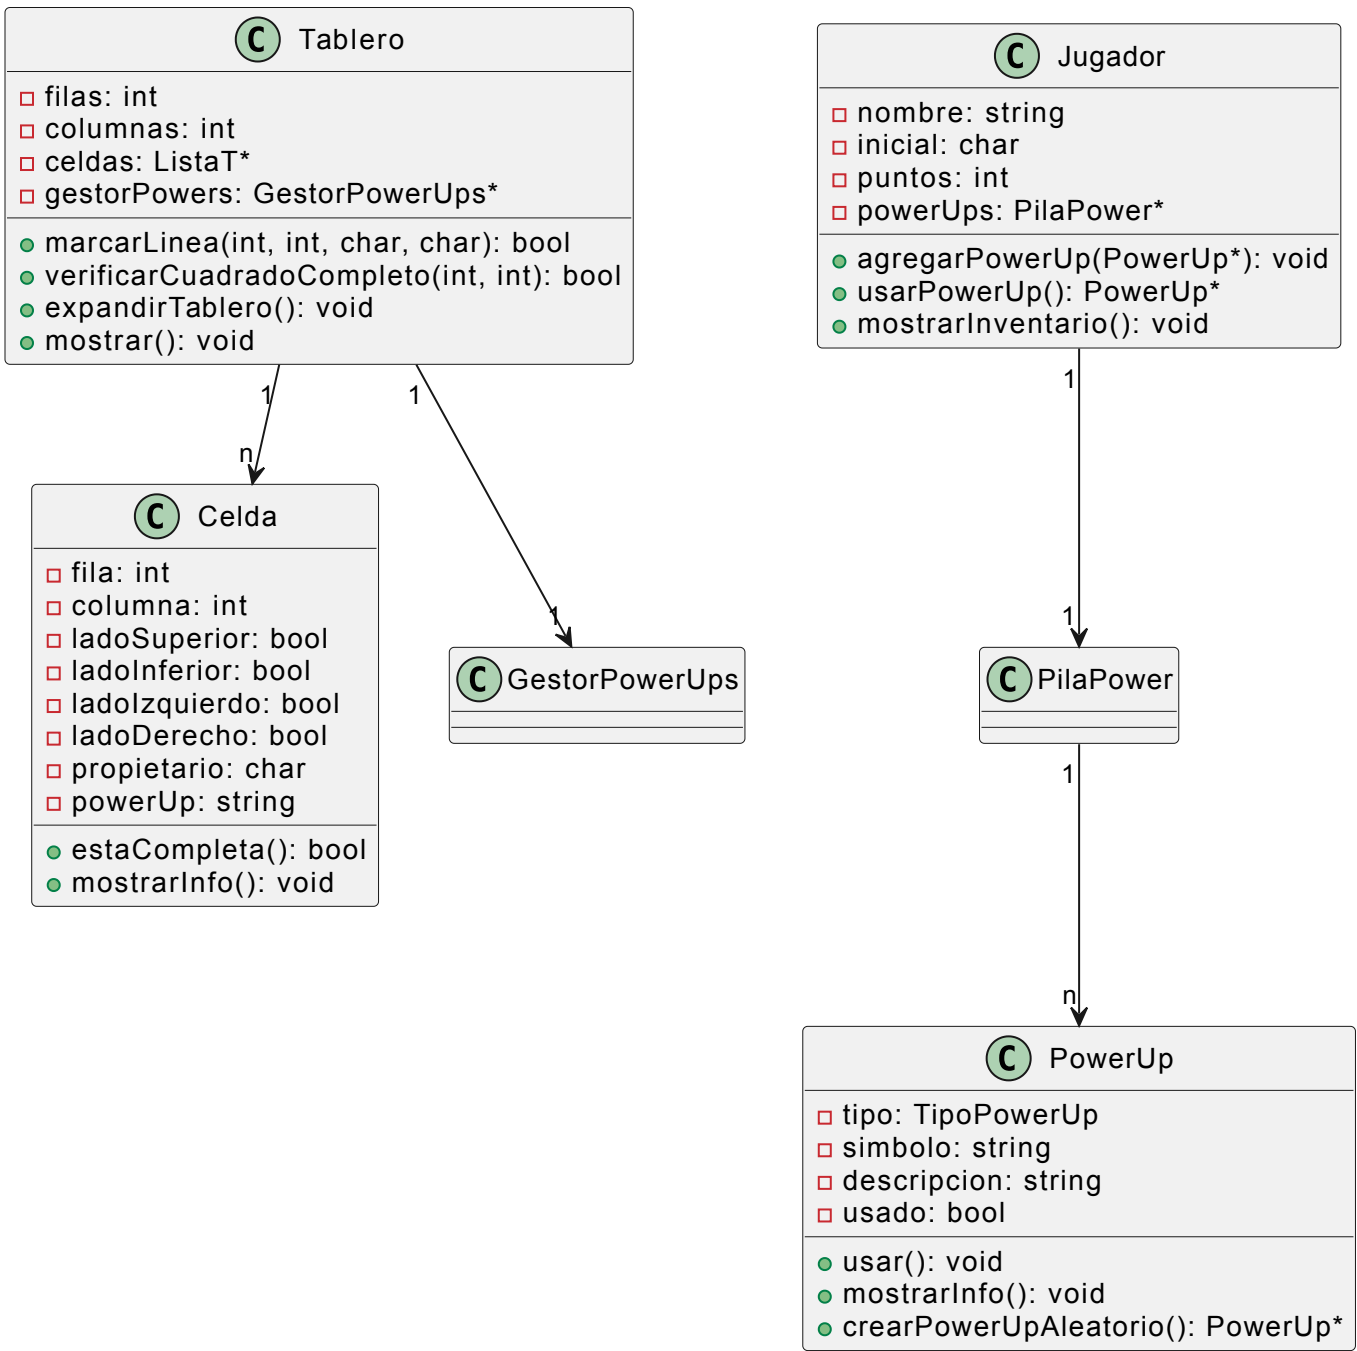 C Tablero
filas: int
columnas: int
celdas: ListaT*
gestorPowers: GestorPowerUps*
marcarLinea(int, int, char, char): bool
verificarCuadradoCompleto(int, int): bool
expandirTablero(): void
mostrar(): void
C Jugador
nombre: string
inicial: char
puntos: int
powerUps: PilaPower*
agregarPowerUp(PowerUp*): void
usarPowerUp(): PowerUp*
mostrarInventario(): void
1
n
1
1
1
1
C Celda
fila: int
columna: int
ladoSuperior: bool
ladoInferior: bool
ladoIzquierdo: bool
ladoDerecho: bool
propietario: char
powerUp: string
estaCompleta(): bool
mostrarInfo(): void
C GestorPowerUps
C PilaPower
1
n
C PowerUp
tipo: TipoPowerUp
simbolo: string
descripcion: string
usado: bool
usar(): void
mostrarInfo(): void
crearPowerUpAleatorio(): PowerUp*